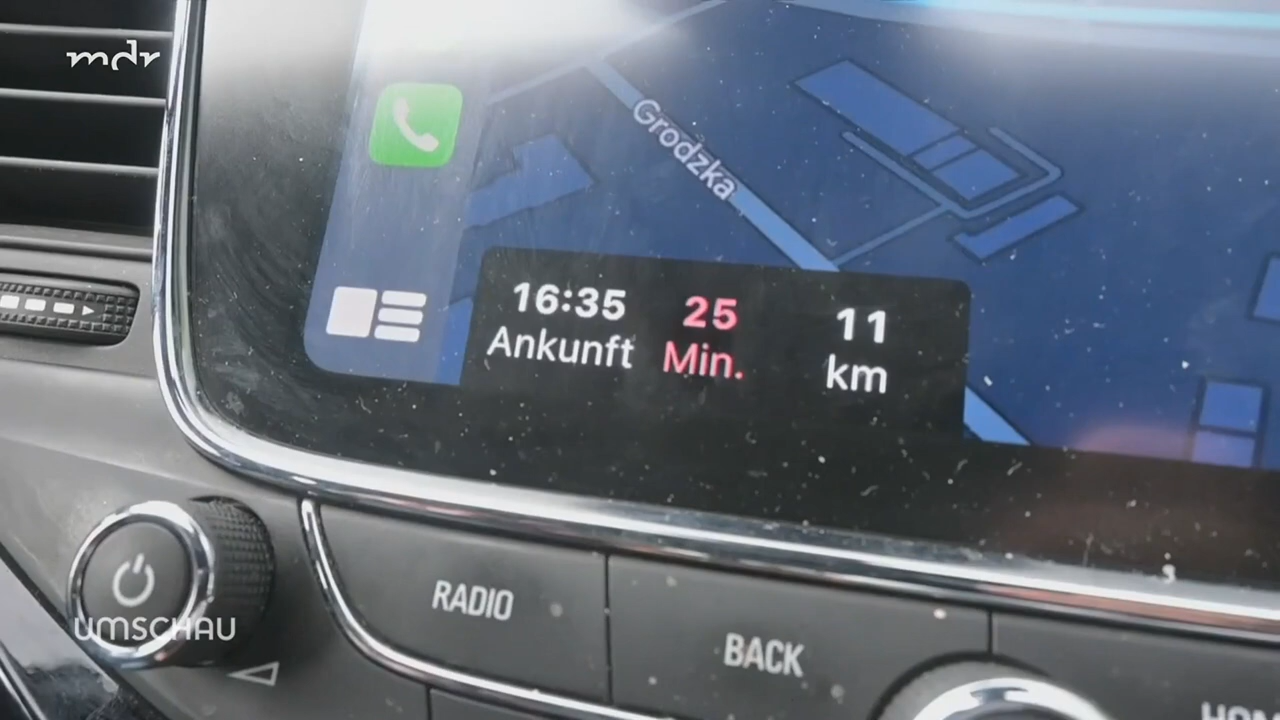 mdr
Grodzka
16:35 25 11
Ankunft Min. km
RADIO
UMSCHAU
BACK